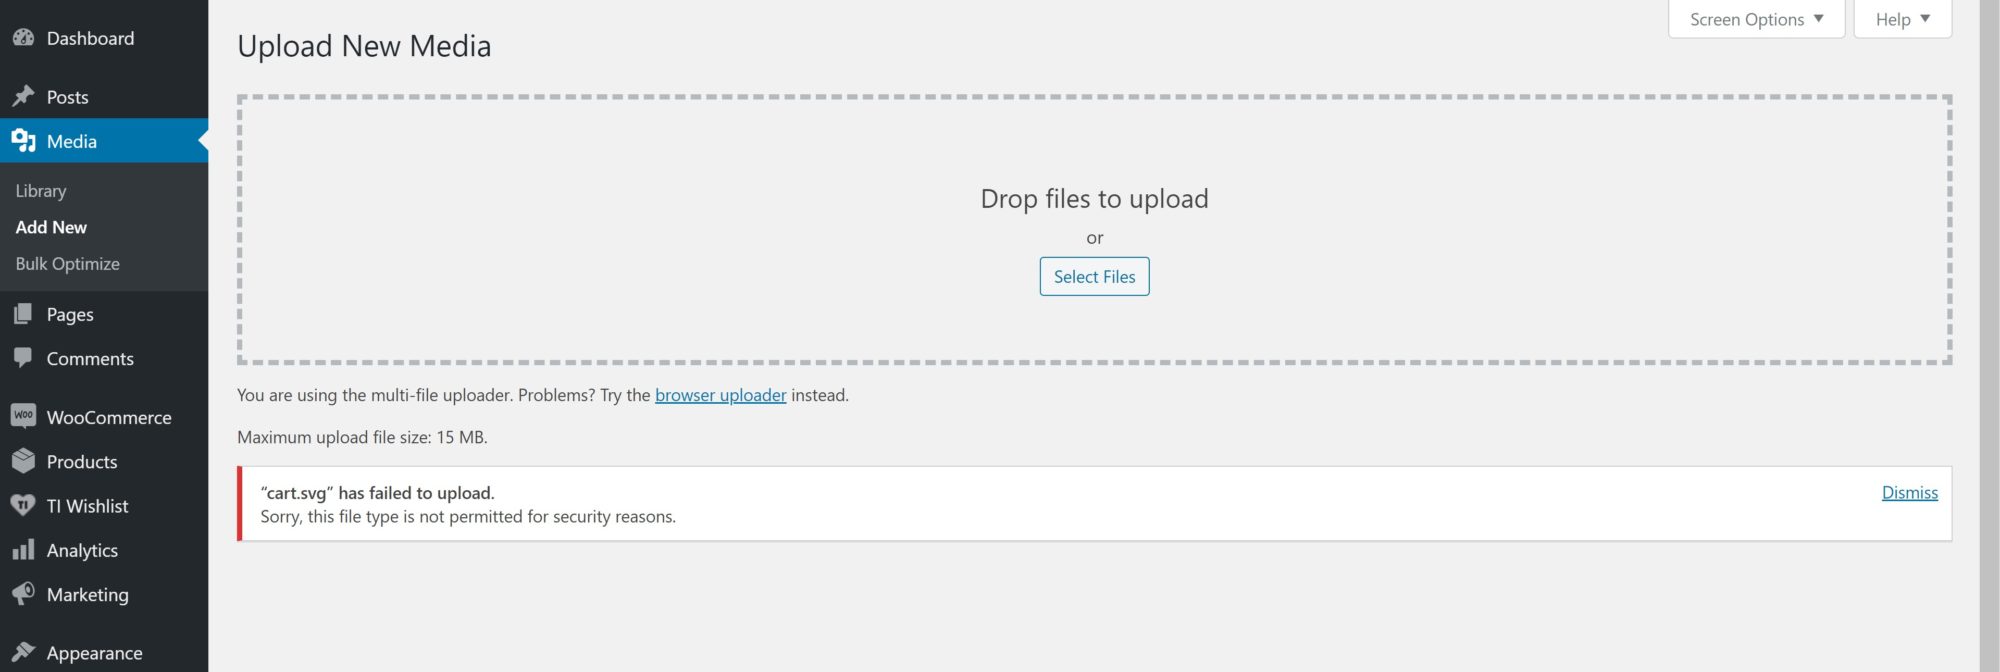 Dashboard
Posts
Media
Library
Add New
Bulk Optimize
Pages
Comments
WOO WooCommerce
Products
TI TI Wishlist
Analytics
Marketing
Appearance
Screen Options ▼
Help ▼
Upload New Media
Drop files to upload
or
Select Files
You are using the multi-file uploader. Problems? Try the browser uploader instead.
Maximum upload file size: 15 MB.
“cart.svg” has failed to upload.
Dismiss
Sorry, this file type is not permitted for security reasons.